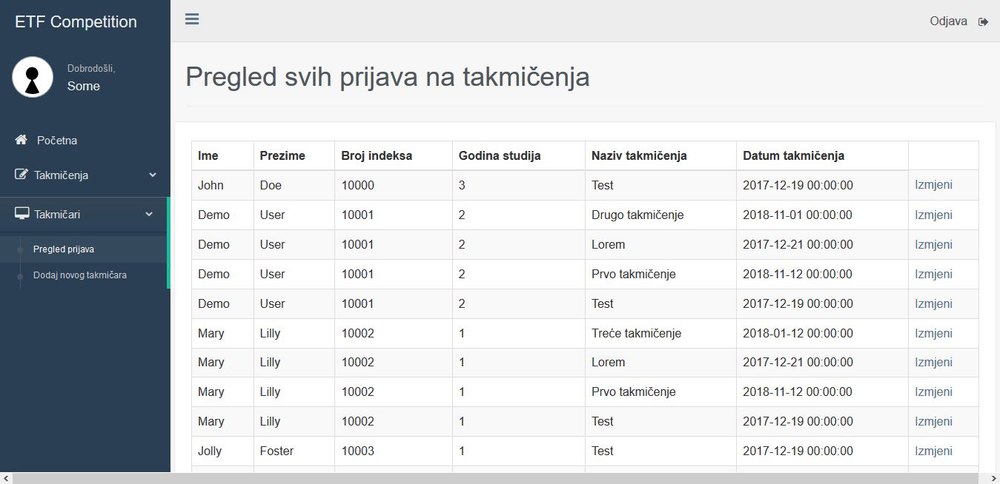 ETF Competition
Odjava
Dobrodošli,
Some
Početna
Takmičenja
Takmičari
Pregled prijava
Dodaj novog takmičara
Pregled svih prijava na takmičenja
Ime Prezime Broj indeksa Godina studija Naziv takmičenja Datum takmičenja
John Doe 10000 3 Test 2017-12-19 00:00:00 Izmjeni
Demo User 10001 2 Drugo takmičenje 2018-11-01 00:00:00 Izmjeni
Demo User 10001 2 Lorem 2017-12-21 00:00:00 Izmjeni
Demo User 10001 2 Prvo takmičenje 2018-11-12 00:00:00 Izmjeni
Demo User 10001 2 Test 2017-12-19 00:00:00 Izmjeni
Mary Lilly 10002 1 Treće takmičenje 2018-01-12 00:00:00 Izmjeni
Mary Lilly 10002 1 Lorem 2017-12-21 00:00:00 Izmjeni
Mary Lilly 10002 1 Prvo takmičenje 2018-11-12 00:00:00 Izmjeni
Mary Lilly 10002 1 Test 2017-12-19 00:00:00 Izmjeni
Jolly Foster 10003 1 Test 2017-12-19 00:00:00 Izmjeni